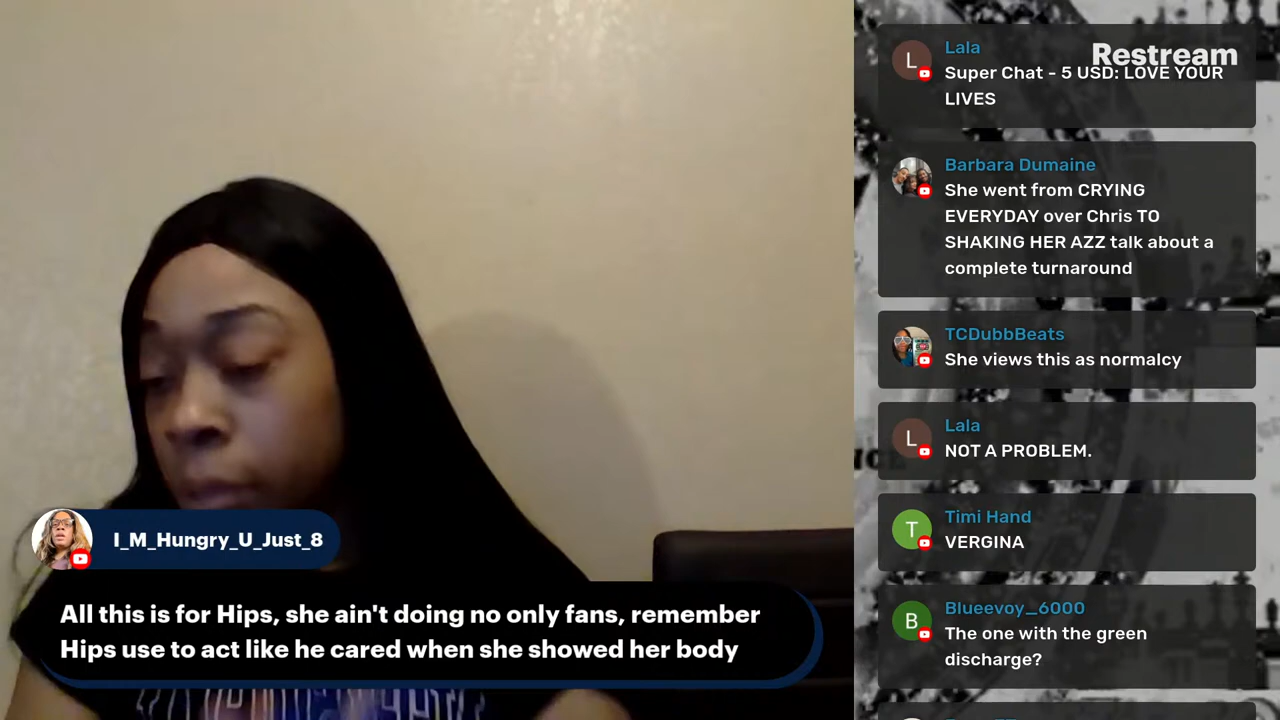 Restream
L
Lala
Super Chat - 5 USD: LOVE YOUR
LIVES
Barbara Dumaine
She went from CRYING
EVERYDAY over Chris TO
SHAKING HER AZZ talk about a
complete turnaround
TCDubbBeats
She views this as normalcy
L
Lala
NOT A PROBLEM.
T
Timi Hand
VERGINA
B
Blueevoy_6000
The one with the green
discharge?
I_M_Hungry_U_Just_8
All this is for Hips, she ain't doing no only fans, remember
Hips use to act like he cared when she showed her body